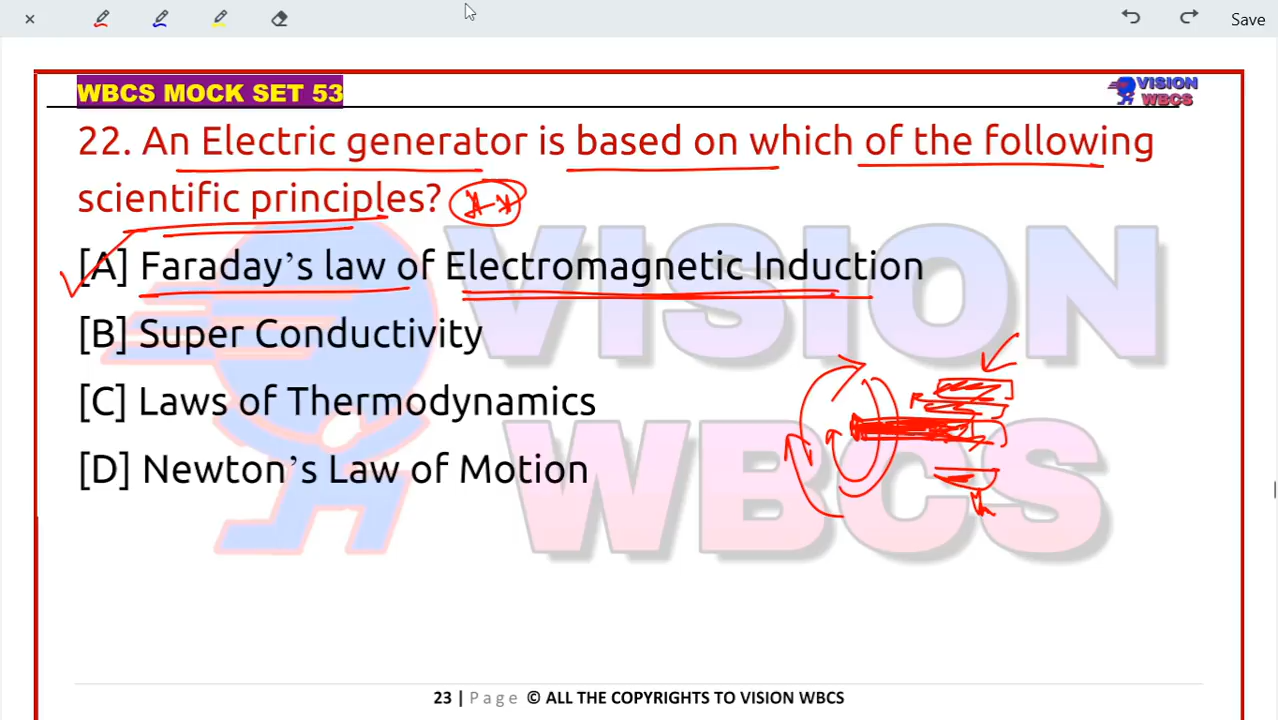 Save
WBCS MOCK SET 53
VISION
WBCS
22. An Electric generator is based on which of the following
scientific principles?
[A] Faraday’s law of Electromagnetic Induction
[B] Super Conductivity
[C] Laws of Thermodynamics
[D] Newton’s Law of Motion
VISION
WBCS
23 | Page © ALL THE COPYRIGHTS TO VISION WBCS